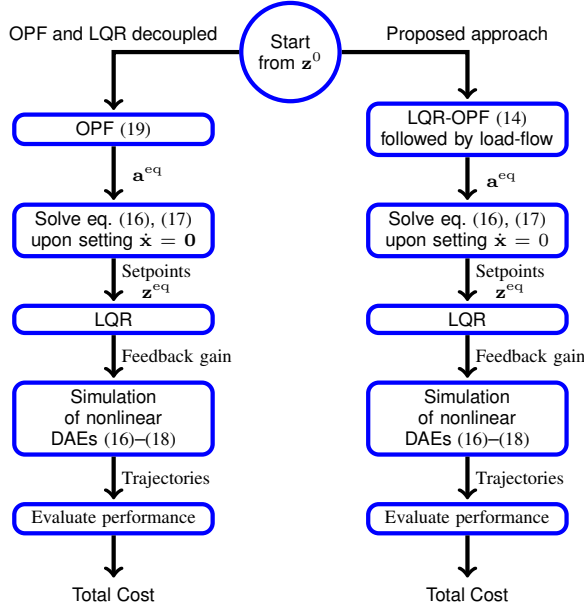 OPF and LQR decoupled
Start
from z⁰
Proposed approach
OPF (19)
a^eq
Solve eq. (16), (17)
upon setting ẋ = 0
Setpoints
z^eq
LQR
Feedback gain
Simulation
of nonlinear
DAEs (16)–(18)
Trajectories
Evaluate performance
Total Cost
LQR-OPF (14)
followed by load-flow
a^eq
Solve eq. (16), (17)
upon setting ẋ = 0
Setpoints
z^eq
LQR
Feedback gain
Simulation
of nonlinear
DAEs (16)–(18)
Trajectories
Evaluate performance
Total Cost